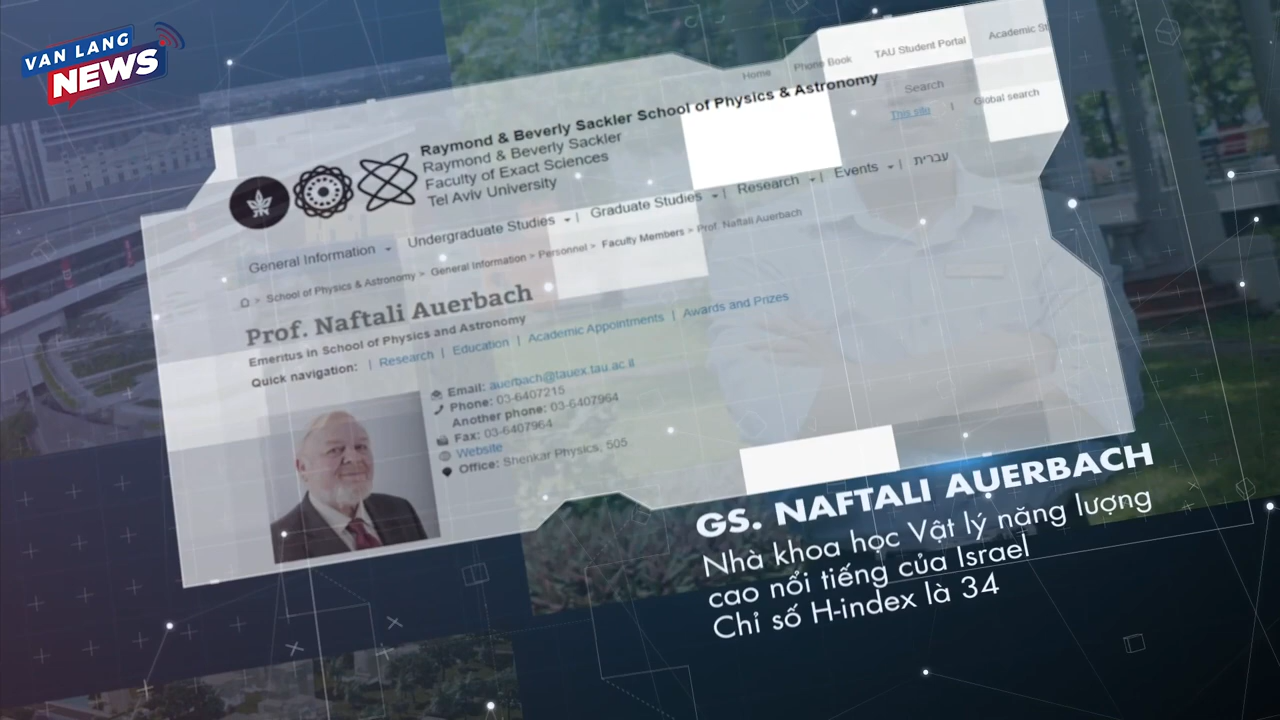 VAN LANG
NEWS
Home Phone Book TAU Student Portal Academic St
Search
This site | Global search
Raymond & Beverly Sackler School of Physics & Astronomy
Raymond & Beverly Sackler
Faculty of Exact Sciences
Tel Aviv University
General Information Undergraduate Studies | Graduate Studies | Research | Events | עברית
> School of Physics & Astronomy > General Information > Personnel > Faculty Members > Prof. Naftali Auerbach
Prof. Naftali Auerbach
Emeritus in School of Physics and Astronomy
Quick navigation: | Research | Education | Academic Appointments | Awards and Prizes
Email: auerbach@tauex.tau.ac.il
Phone: 03-6407215
Another phone: 03-6407964
Fax: 03-6407964
Website
Office: Shenkar Physics, 505
GS. NAFTALI AUERBACH
Nhà khoa học Vật lý năng lượng
cao nổi tiếng của Israel
Chỉ số H-index là 34